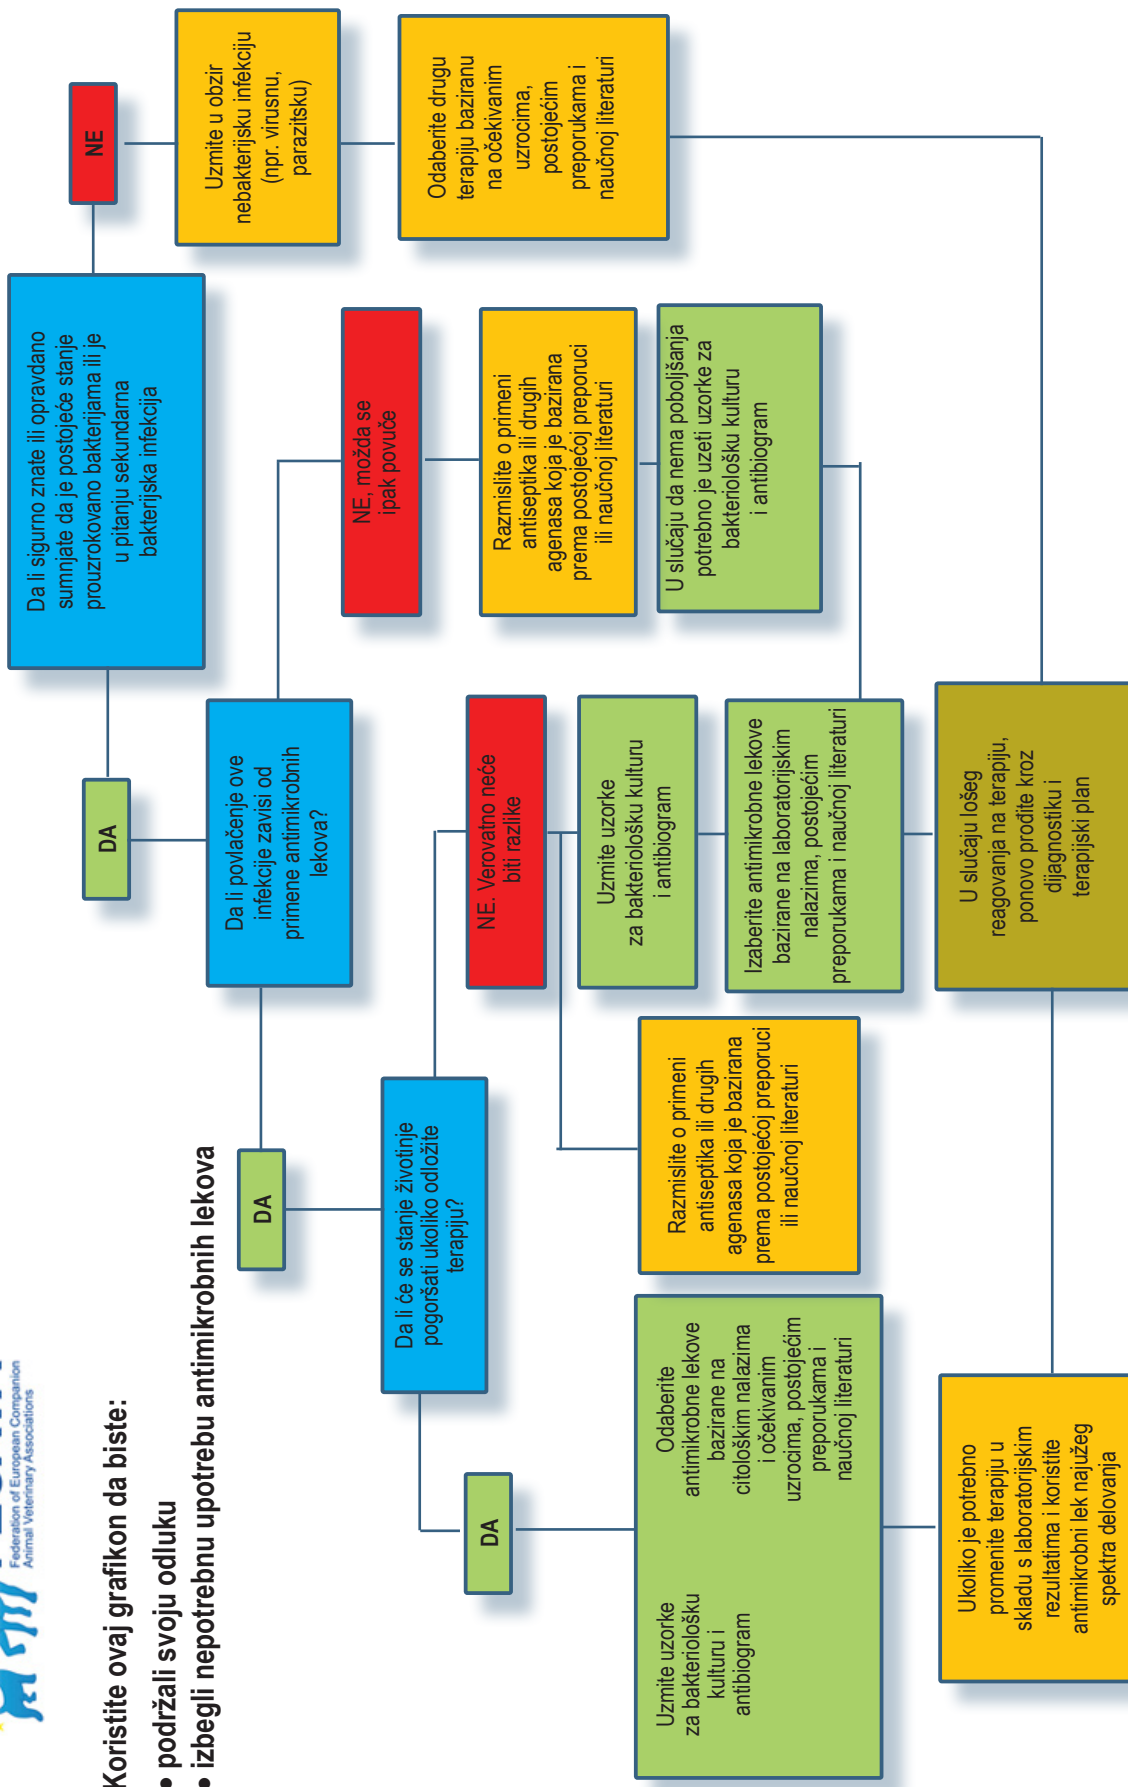 Federation of European Companion
Animal Veterinary Associations
Koristite ovaj grafikon da biste:
• podržali svoju odluku
• izbegli nepotrebnu upotrebu antimikrobnih lekova
Da li sigurno znate ili opravdano
sumnjate da je postojeće stanje
prouzrokovano bakterijama ili je
u pitanju sekundarna
bakterijska infekcija
DA
NE
Uzmite u obzir
nebakterijsku infekciju
(npr. virusnu,
parazitsku)
Odaberite drugu
terapiju baziranu
na očekivanim
uzrocima,
postojećim
preporukama i
naučnoj literaturi
Da li povlačenje ove
infekcije zavisi od
primene antimikrobnih
lekova?
DA
NE, možda se
ipak povuče
Razmislite o primeni
antiseptika ili drugih
agenasa koja je bazirana
prema postojećoj preporuci
ili naučnoj literaturi
U slučaju da nema poboljšanja
potrebno je uzeti uzorke za
bakteriološku kulturu
i antibiogram
Da li će se stanje životinje
pogoršati ukoliko odložite
terapiju?
DA
NE. Verovatno neće
biti razlike
Uzmite uzorke
za bakteriološku kulturu
i antibiogram
Razmislite o primeni
antiseptika ili drugih
agenasa koja je bazirana
prema postojećoj preporuci
ili naučnoj literaturi
Izaberite antimikrobne lekove
bazirane na laboratorijskim
nalazima, postojećim
preporukama i naučnoj literaturi
Uzmite uzorke
za bakteriološku
kulturu i
antibiogram
Odaberite
antimikrobne lekove
bazirane na
citološkim nalazima
i očekivanim
uzrocima, postojećim
preporukama i
naučnoj literaturi
Ukoliko je potrebno
promenite terapiju u
skladu s laboratorijskim
rezultatima i koristite
antimikrobni lek najužeg
spektra delovanja
U slučaju lošeg
reagovanja na terapiju,
ponovo prođite kroz
dijagnostiku i
terapijski plan